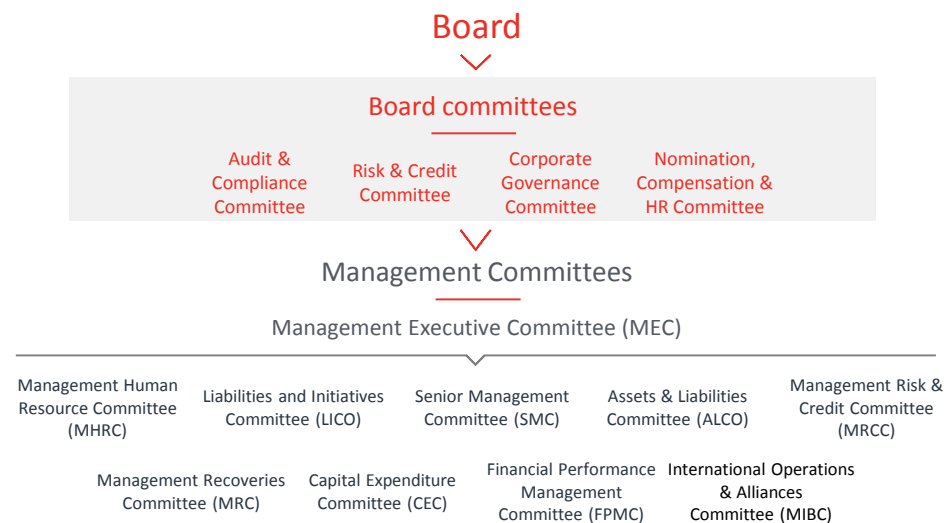 Board
Board committees
Audit &
Compliance
Committee
Risk & Credit
Committee
Corporate
Governance
Committee
Nomination,
Compensation &
HR Committee
Management Committees
Management Executive Committee (MEC)
Management Human
Resource Committee
(MHRC)
Liabilities and Initiatives
Committee (LICO)
Senior Management
Committee (SMC)
Assets & Liabilities
Committee (ALCO)
Management Risk &
Credit Committee
(MRCC)
Management Recoveries
Committee (MRC)
Capital Expenditure
Committee (CEC)
Financial Performance
Management
Committee (FPMC)
International Operations
& Alliances
Committee (MIBC)